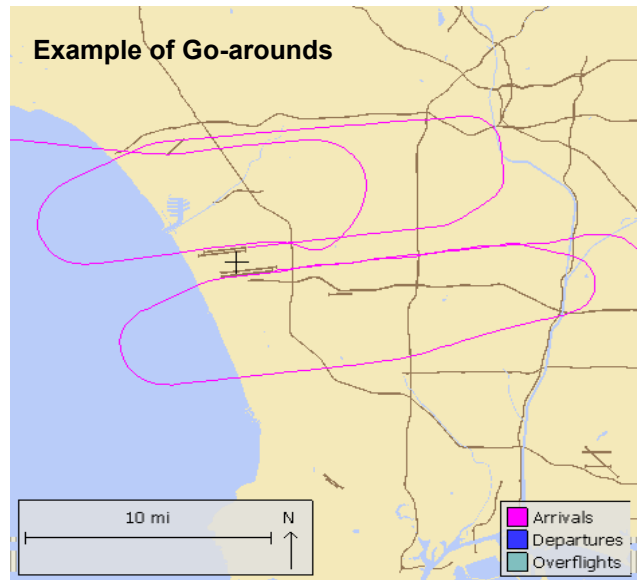 Example of Go-arounds
10 mi
N
Arrivals
Departures
Overflights